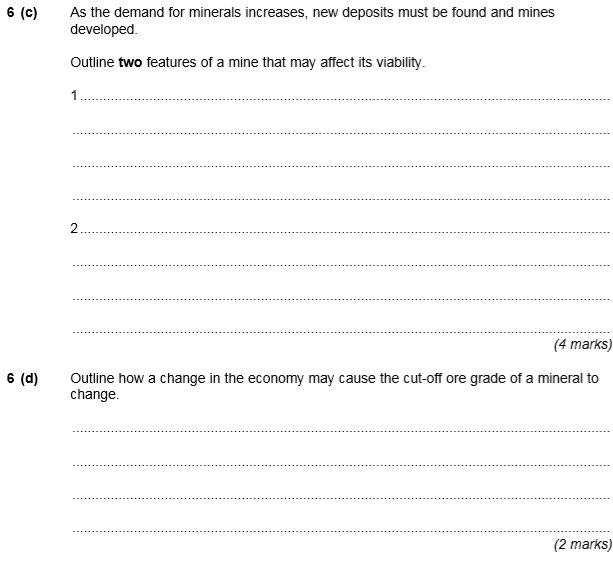 6 (c) As the demand for minerals increases, new deposits must be found and mines
developed.
Outline two features of a mine that may affect its viability.
1
2
(4 marks)
6 (d) Outline how a change in the economy may cause the cut-off ore grade of a mineral to
change.
(2 marks)